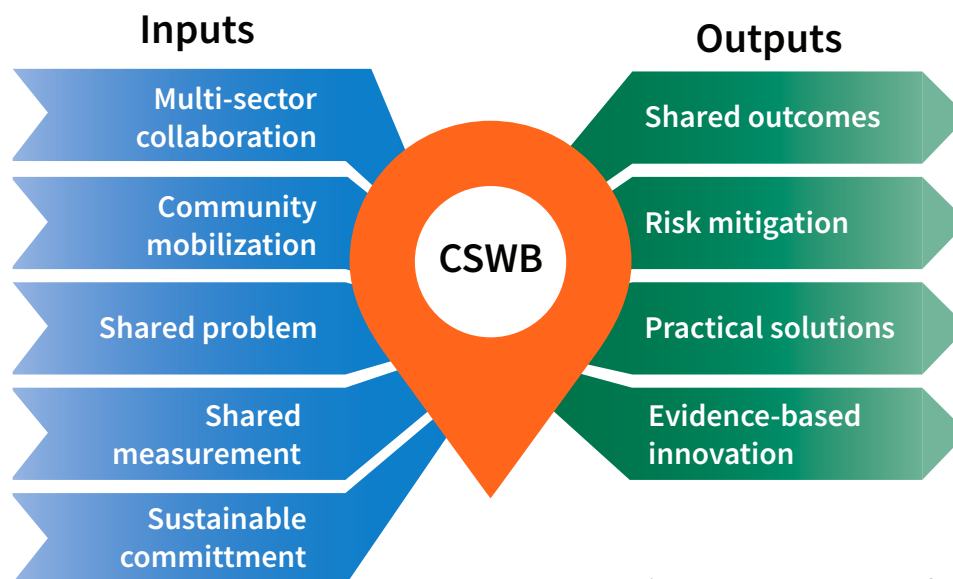 Inputs
Multi-sector
collaboration
Community
mobilization
Shared problem
Shared
measurement
Sustainable
committment
CSWB
Outputs
Shared outcomes
Risk mitigation
Practical solutions
Evidence-based
innovation